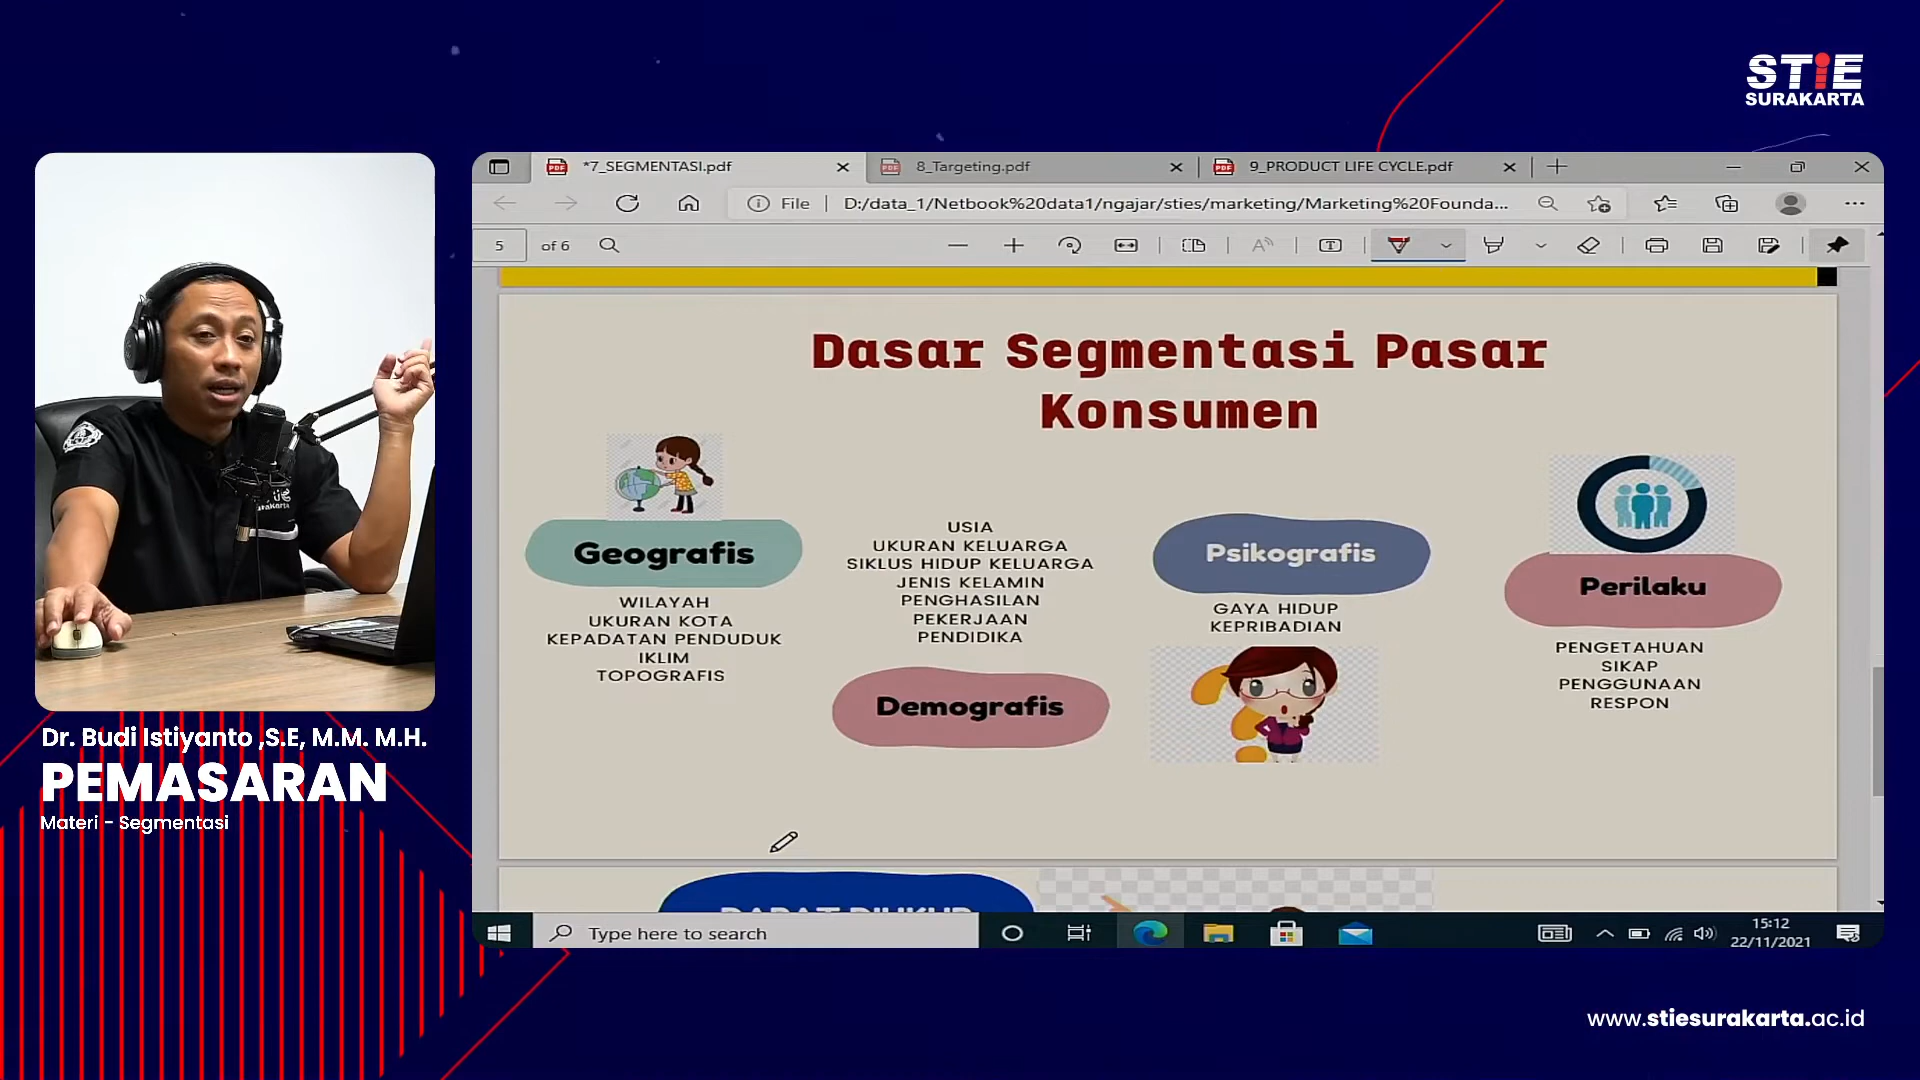 STiE
SURAKARTA
*7_SEGMENTASI.pdf
8_Targeting.pdf
9_PRODUCT LIFE CYCLE.pdf
File
D:/data_1/Netbook%20data1/ngajar/sties/marketing/Marketing%20Founda...
5
of 6
Dasar Segmentasi Pasar
Konsumen
Geografis
WILAYAH
UKURAN KOTA
KEPADATAN PENDUDUK
IKLIM
TOPOGRAFIS
USIA
UKURAN KELUARGA
SIKLUS HIDUP KELUARGA
JENIS KELAMIN
PENGHASILAN
PEKERJAAN
PENDIDIKA
Demografis
Psikografis
GAYA HIDUP
KEPRIBADIAN
Perilaku
PENGETAHUAN
SIKAP
PENGGUNAAN
RESPON
DAPAT DIUKUR
Type here to search
15:12
22/11/2021
Dr. Budi Istiyanto ,S.E, M.M. M.H.
PEMASARAN
Materi - Segmentasi
www.stiesurakarta.ac.id